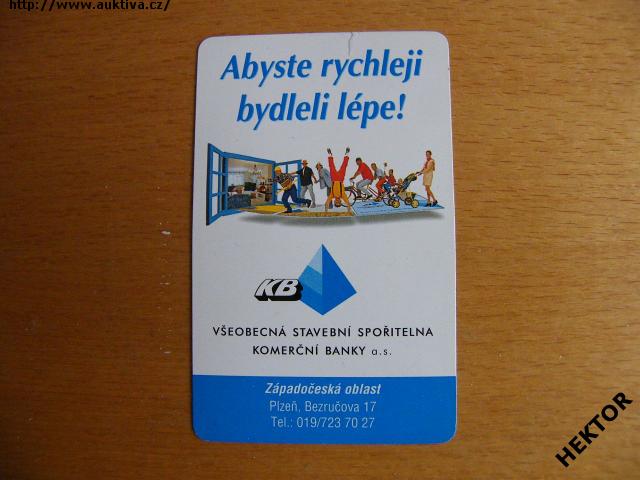 http://www.auktiva.cz/
Abyste rychleji
bydleli lépe!
KB
VŠEOBECNÁ STAVEBNÍ SPOŘITELNA
KOMERČNÍ BANKY a.s.
Západočeská oblast
Plzeň, Bezručova 17
Tel.: 019/723 70 27
HEKTOR